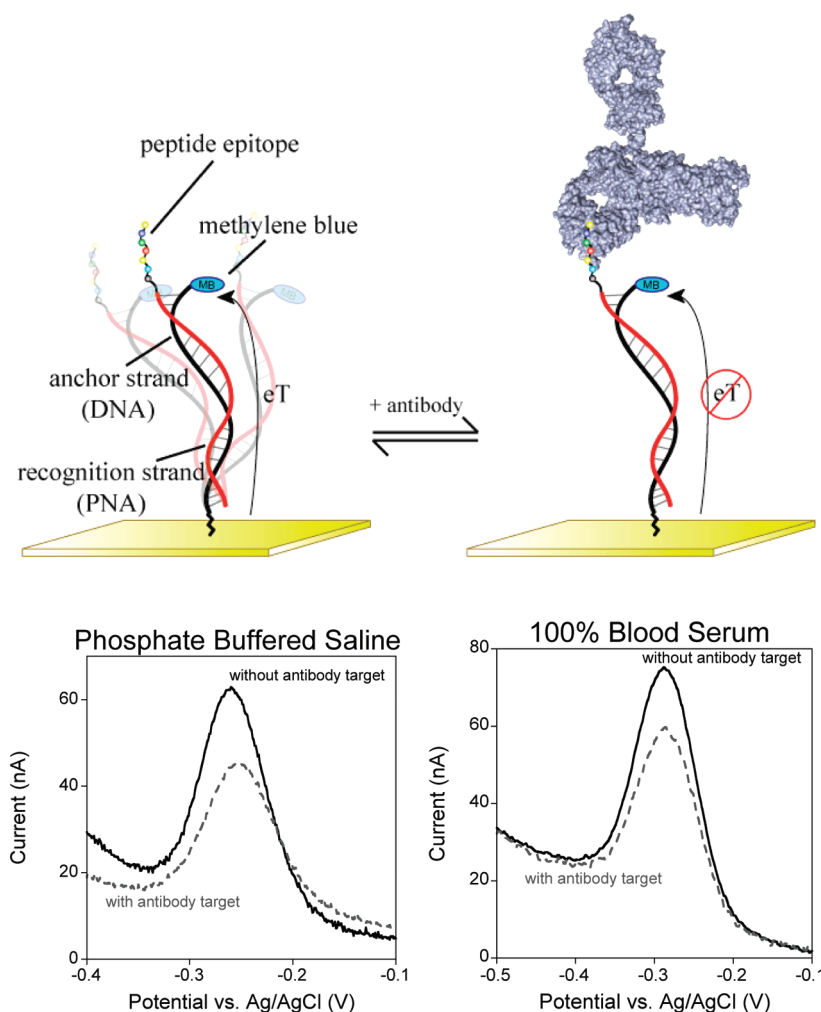 peptide epitope
methylene blue
MB
MB
anchor strand
(DNA)
eT
recognition strand
(PNA)
+ antibody
MB
eT
Phosphate Buffered Saline
without antibody target
with antibody target
Current (nA)
60
40
20
0
-0.4
-0.3
-0.2
-0.1
Potential vs. Ag/AgCl (V)
100% Blood Serum
without antibody target
with antibody target
Current (nA)
80
60
40
20
0
-0.5
-0.4
-0.3
-0.2
-0.1
Potential vs. Ag/AgCl (V)